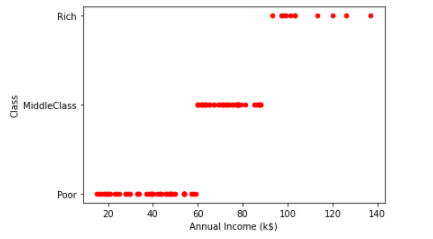 Rich
MiddleClass
Poor
Class
20 40 60 80 100 120 140
Annual Income (k$)